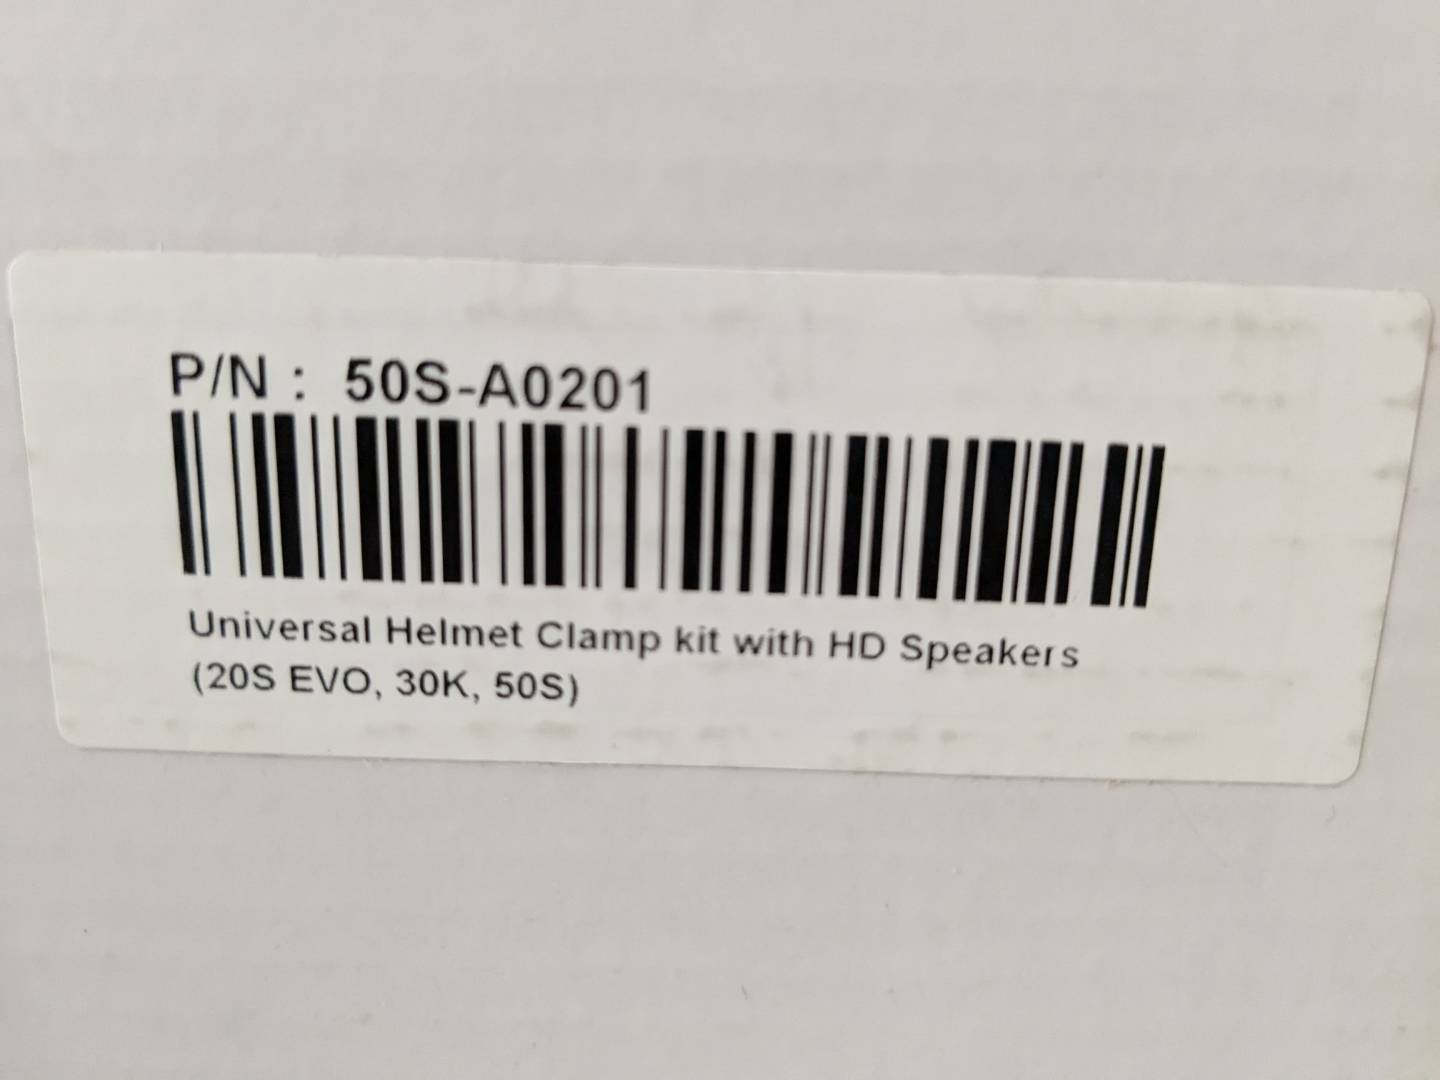 P/N : 50S-A0201
Universal Helmet Clamp kit with HD Speakers
(20S EVO, 30K, 50S)